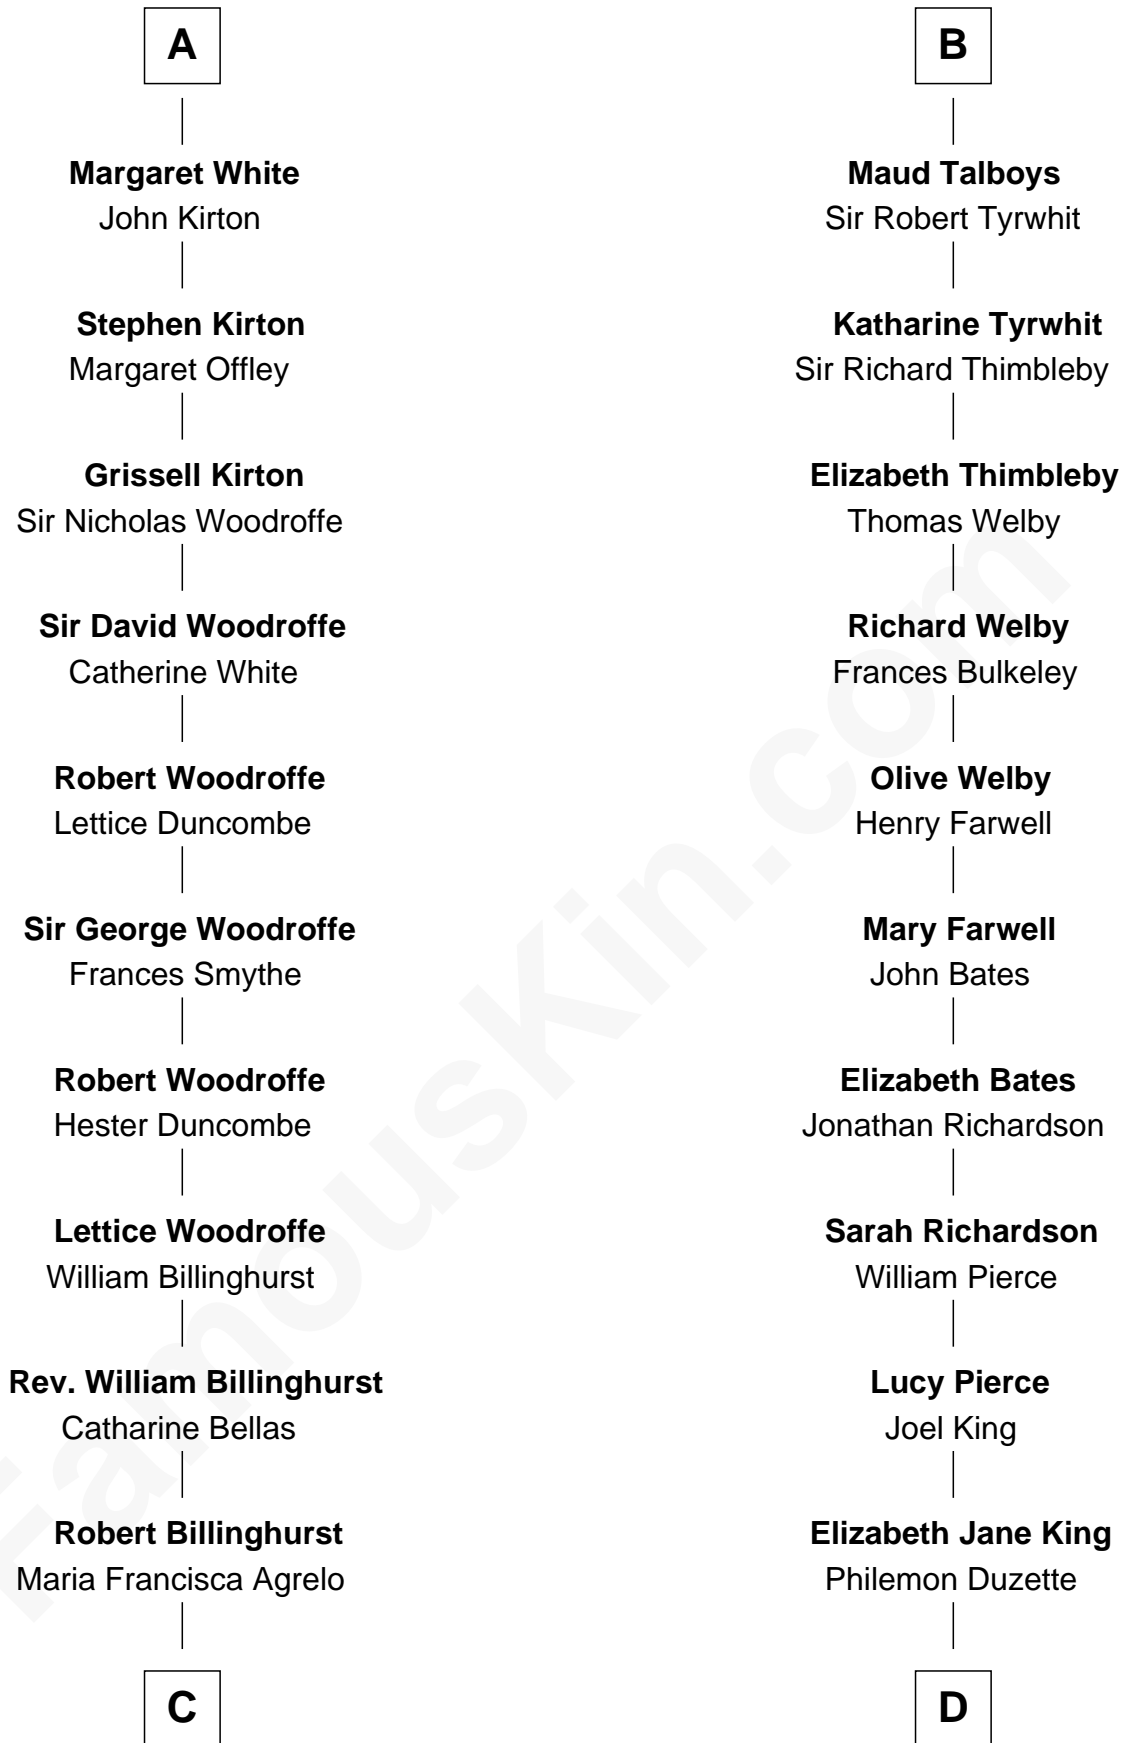 A
Margaret White
John Kirton
Stephen Kirton
Margaret Offley
Grissell Kirton
Sir Nicholas Woodroffe
Sir David Woodroffe
Catherine White
Robert Woodroffe
Lettice Duncombe
Sir George Woodroffe
Frances Smythe
Robert Woodroffe
Hester Duncombe
Lettice Woodroffe
William Billinghurst
Rev. William Billinghurst
Catharine Bellas
Robert Billinghurst
Maria Francisca Agrelo
C
B
Maud Talboys
Sir Robert Tyrwhit
Katharine Tyrwhit
Sir Richard Thimbleby
Elizabeth Thimbleby
Thomas Welby
Richard Welby
Frances Bulkeley
Olive Welby
Henry Farwell
Mary Farwell
John Bates
Elizabeth Bates
Jonathan Richardson
Sarah Richardson
William Pierce
Lucy Pierce
Joel King
Elizabeth Jane King
Philemon Duzette
D
FamousKin.com